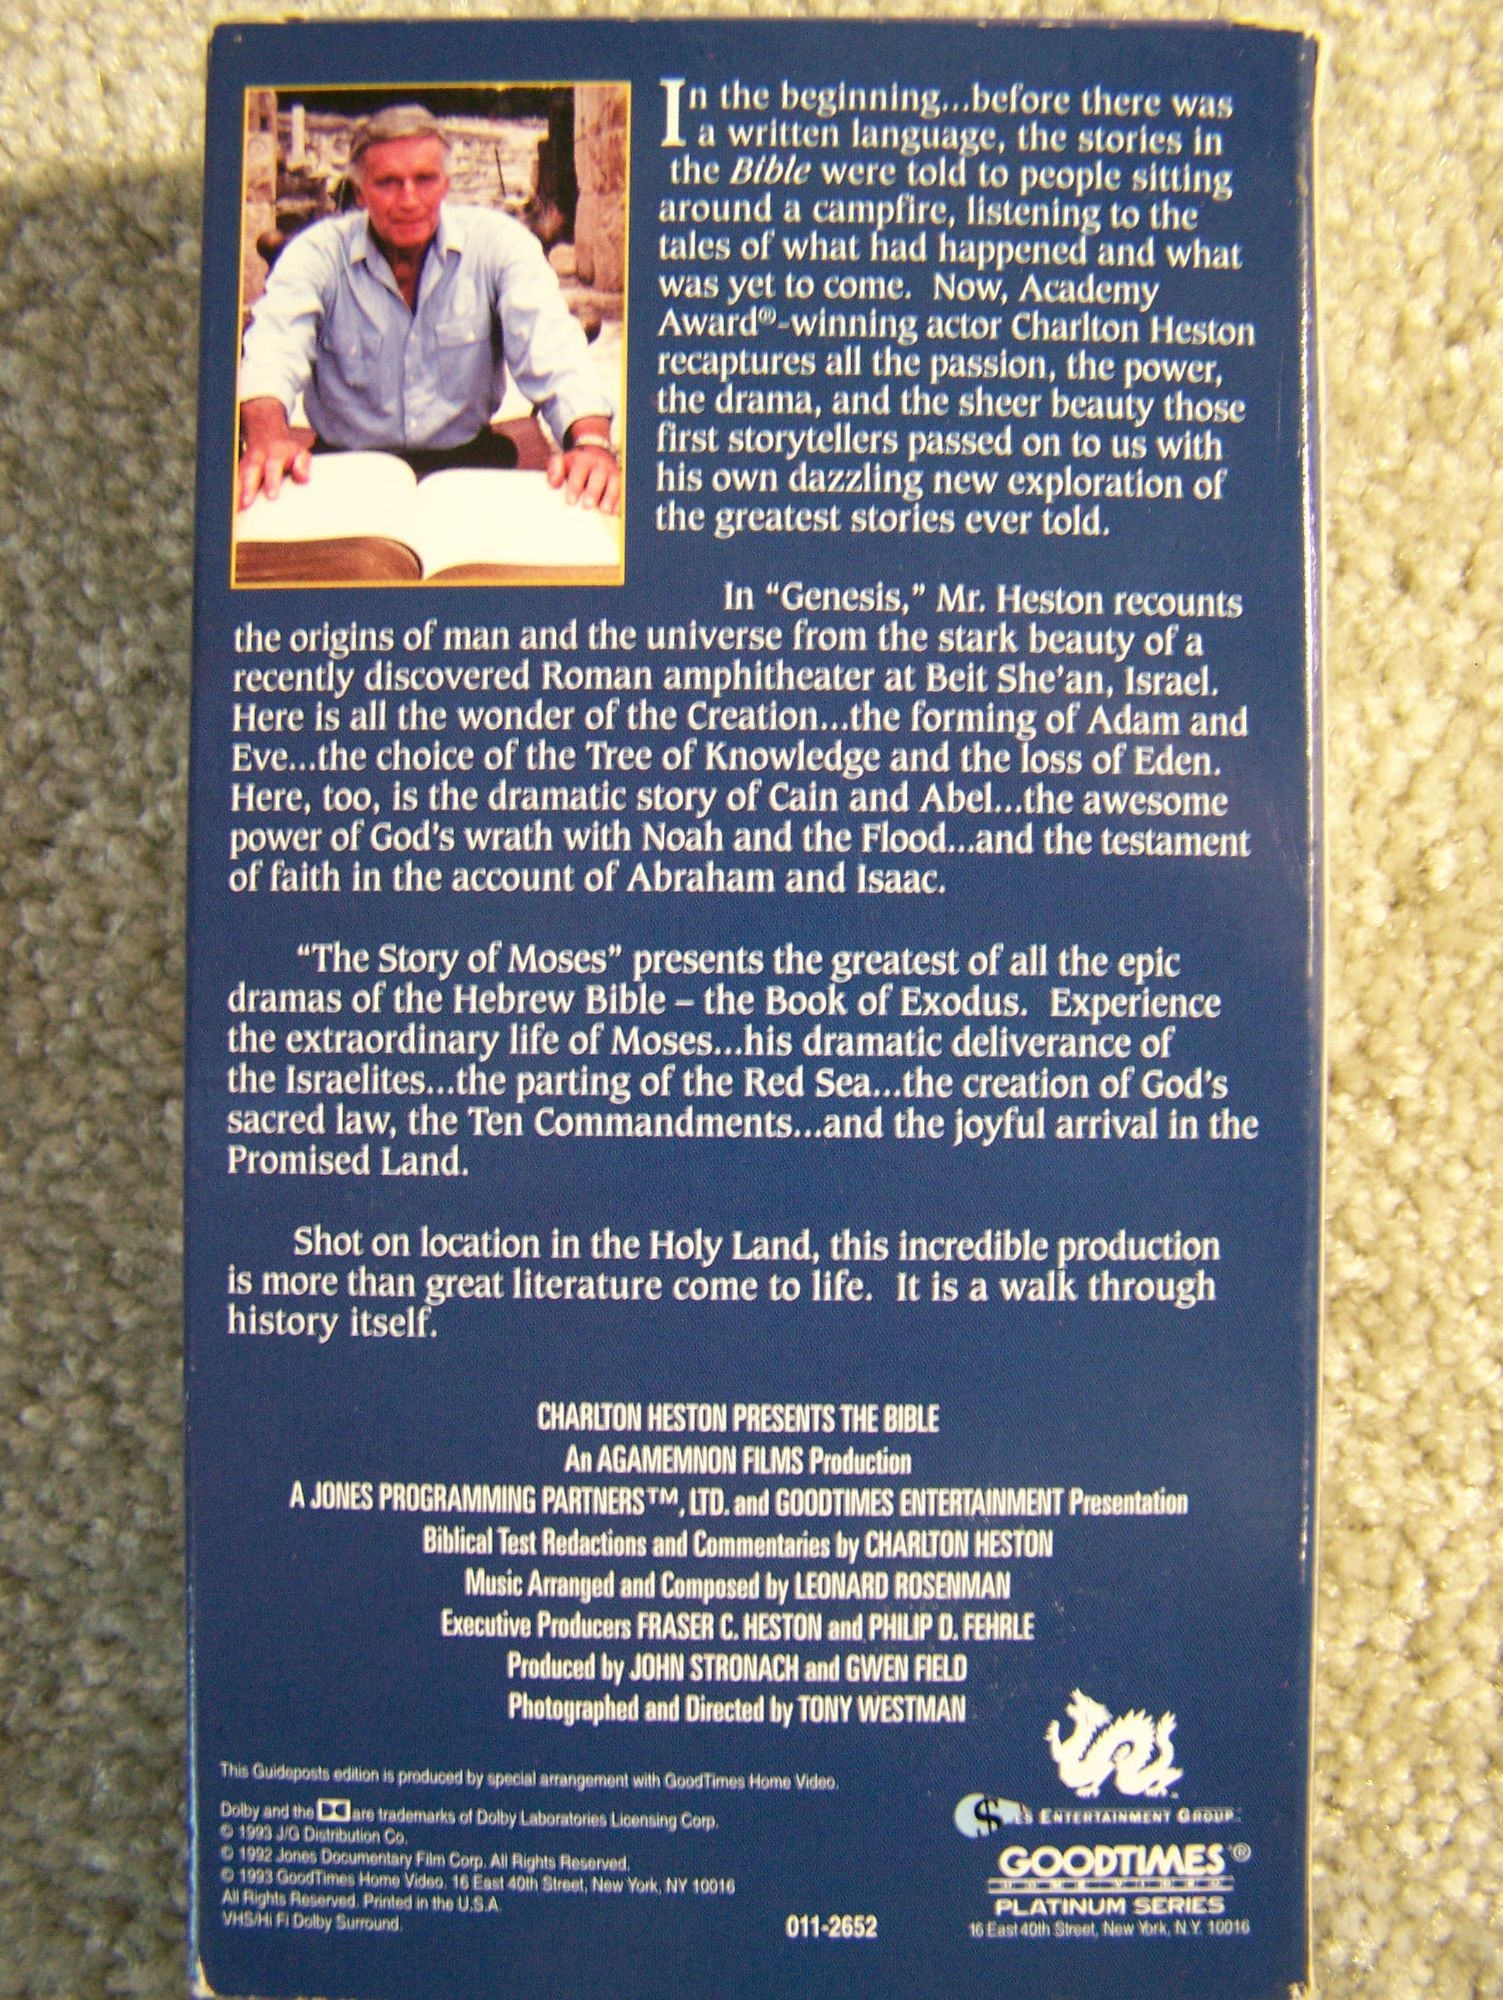 In the beginning...before there was
a written language, the stories in
the Bible were told to people sitting
around a campfire, listening to the
tales of what had happened and what
was yet to come. Now, Academy
Award®-winning actor Charlton Heston
recaptures all the passion, the power,
the drama, and the sheer beauty those
first storytellers passed on to us with
his own dazzling new exploration of
the greatest stories ever told.
In “Genesis,” Mr. Heston recounts
the origins of man and the universe from the stark beauty of a
recently discovered Roman amphitheater at Beit She’an, Israel.
Here is all the wonder of the Creation...the forming of Adam and
Eve...the choice of the Tree of Knowledge and the loss of Eden.
Here, too, is the dramatic story of Cain and Abel...the awesome
power of God’s wrath with Noah and the Flood...and the testament
of faith in the account of Abraham and Isaac.
“The Story of Moses” presents the greatest of all the epic
dramas of the Hebrew Bible – the Book of Exodus. Experience
the extraordinary life of Moses...his dramatic deliverance of
the Israelites...the parting of the Red Sea...the creation of God’s
sacred law, the Ten Commandments...and the joyful arrival in the
Promised Land.
Shot on location in the Holy Land, this incredible production
is more than great literature come to life. It is a walk through
history itself.
CHARLTON HESTON PRESENTS THE BIBLE
An AGAMEMNON FILMS Production
A JONES PROGRAMMING PARTNERS™, LTD. and GOODTIMES ENTERTAINMENT Presentation
Biblical Test Redactions and Commentaries by CHARLTON HESTON
Music Arranged and Composed by LEONARD ROSENMAN
Executive Producers FRASER C. HESTON and PHILIP D. FEHRLE
Produced by JOHN STRONACH and GWEN FIELD
Photographed and Directed by TONY WESTMAN
This Guideposts edition is produced by special arrangement with GoodTimes Home Video.
Dolby and the are trademarks of Dolby Laboratories Licensing Corp.
© 1993 J/G Distribution Co.
© 1992 Jones Documentary Film Corp. All Rights Reserved.
© 1993 GoodTimes Home Video. 16 East 40th Street, New York, NY 10016
All Rights Reserved. Printed in the U.S.A.
VHS/Hi Fi Dolby Surround.
011-2652
ENTERTAINMENT GROUP
GOODTIMES®
HOME VIDEO
PLATINUM SERIES
16 East 40th Street, New York, N.Y. 10016